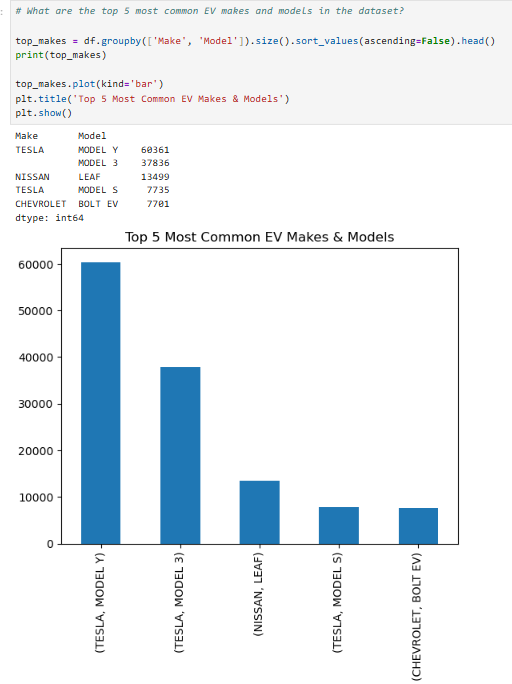 :
# What are the top 5 most common EV makes and models in the dataset?
top_makes = df.groupby(['Make', 'Model']).size().sort_values(ascending=False).head()
print(top_makes)
top_makes.plot(kind='bar')
plt.title('Top 5 Most Common EV Makes & Models')
plt.show()
Make Model
TESLA MODEL Y 60361
MODEL 3 37836
NISSAN LEAF 13499
TESLA MODEL S 7735
CHEVROLET BOLT EV 7701
dtype: int64
Top 5 Most Common EV Makes & Models
60000
50000
40000
30000
20000
10000
0
(TESLA, MODEL Y)
(TESLA, MODEL 3)
(NISSAN, LEAF)
(TESLA, MODEL S)
(CHEVROLET, BOLT EV)